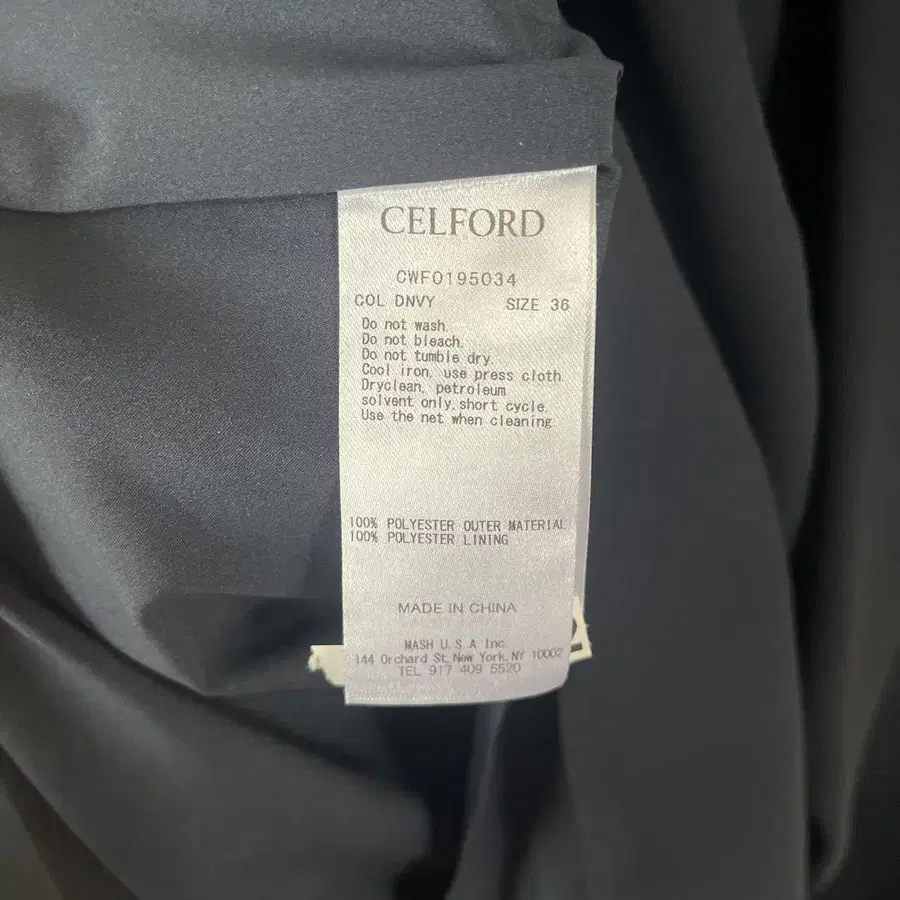 CELFORD
CWFO195034
COL DNVY SIZE 36
Do not wash.
Do not bleach.
Do not tumble dry.
Cool iron, use press cloth.
Dryclean, petroleum
solvent only,short cycle.
Use the net when cleaning
100% POLYESTER OUTER MATERIAL
100% POLYESTER LINING
MADE IN CHINA
MASH U.S.A Inc.
144 Orchard St, New York, NY 10002
TEL 917 409 5520